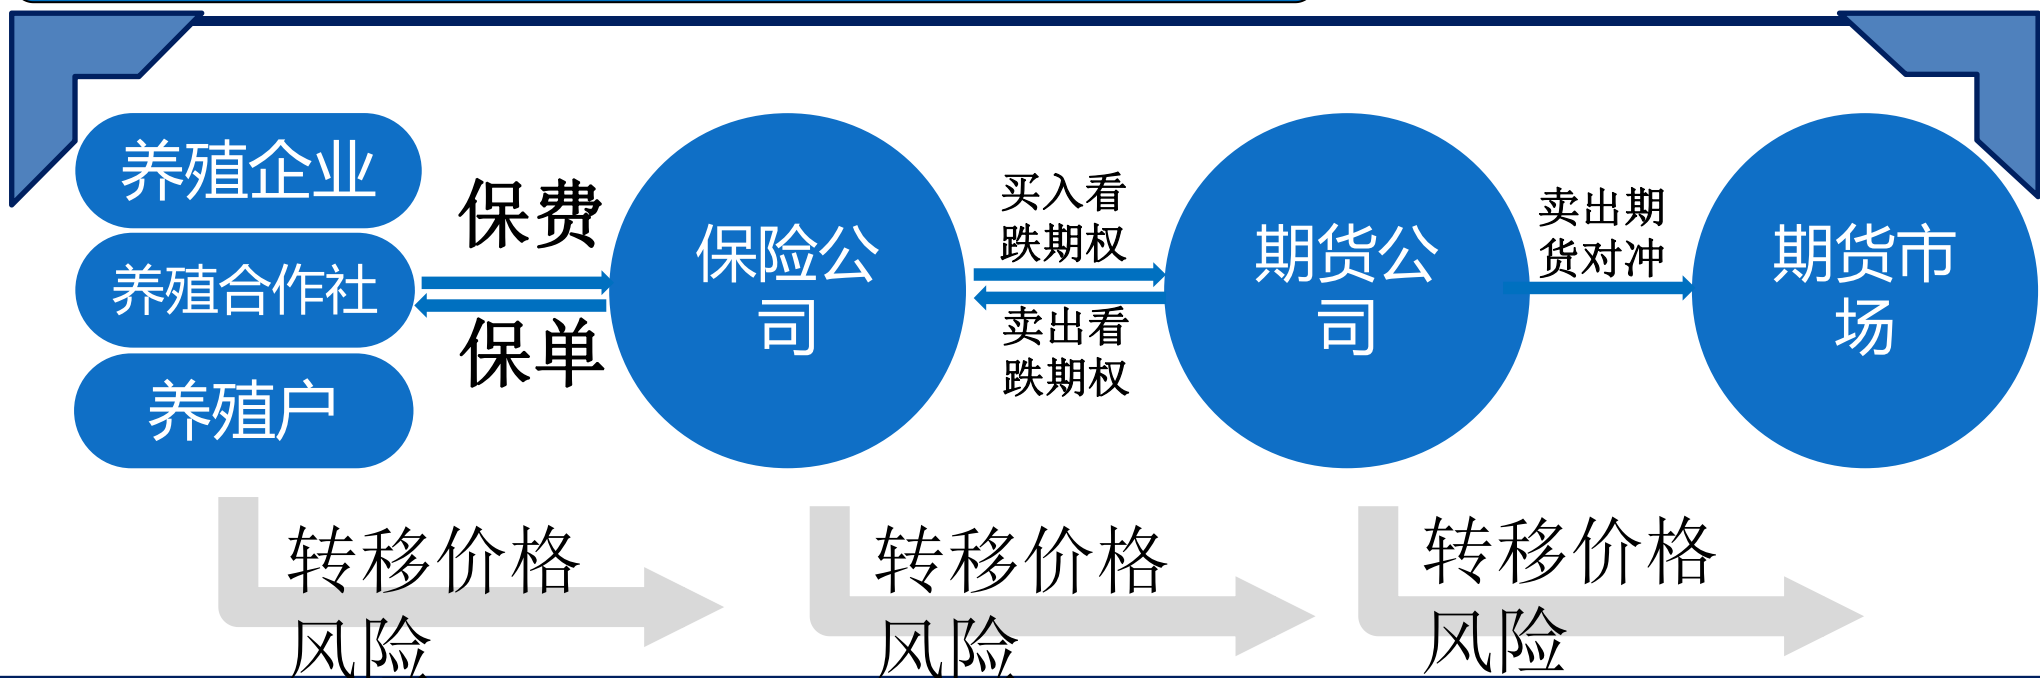 养殖企业
养殖合作社
养殖户
保费
保单
保险公
司
买入看
跌期权
卖出看
跌期权
期货公
司
卖出期
货对冲
期货市
场
转移价格
风险
转移价格
风险
转移价格
风险